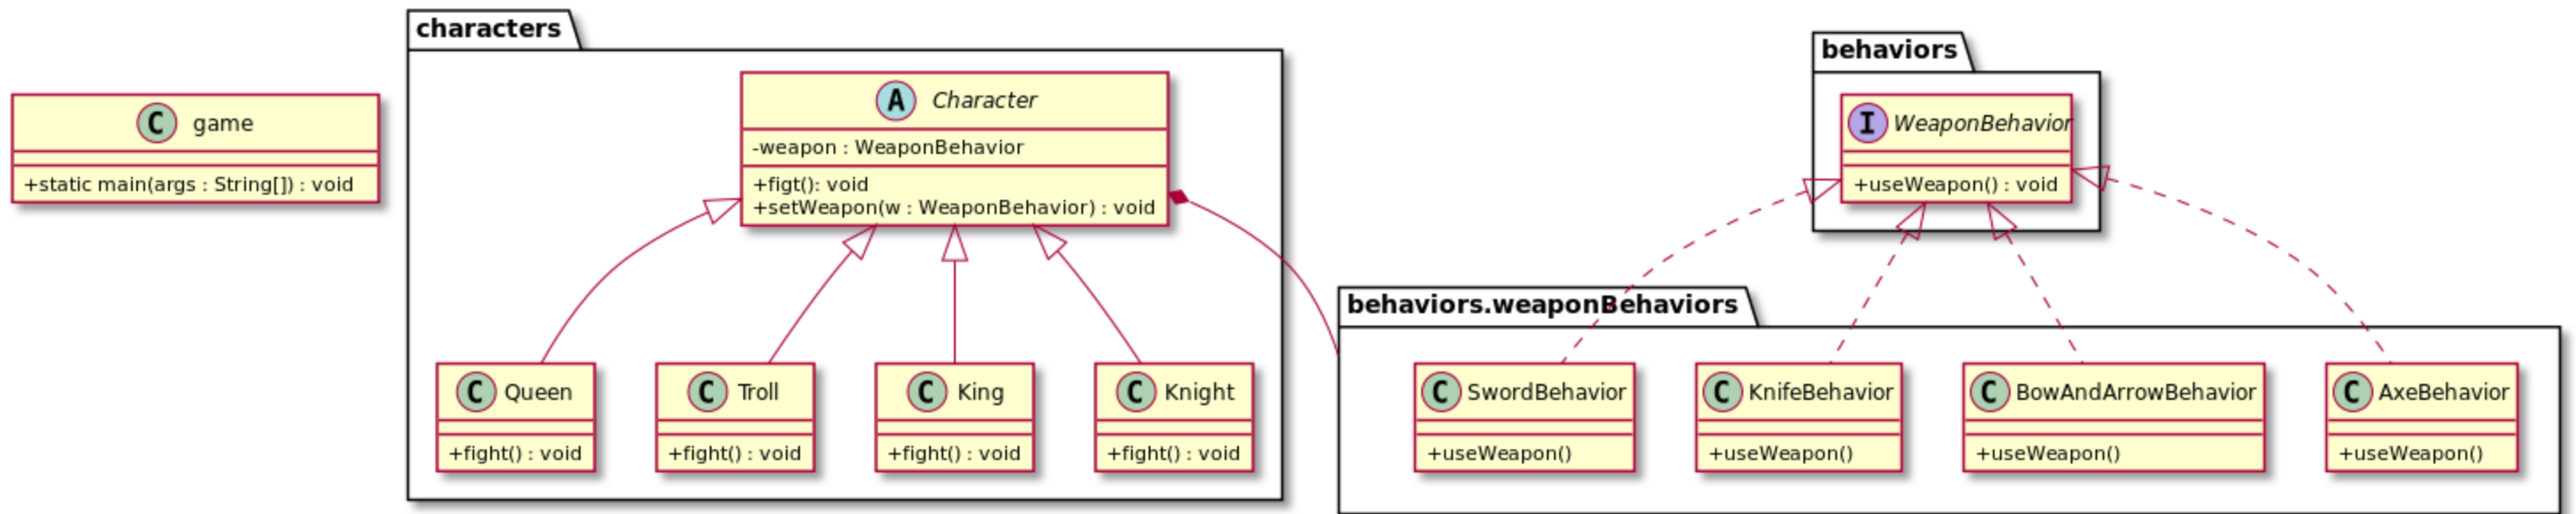 C game
+static main(args : String[]) : void
characters
A Character
-weapon : WeaponBehavior
+figt(): void
+setWeapon(w : WeaponBehavior) : void
C Queen
+fight() : void
C Troll
+fight() : void
C King
+fight() : void
C Knight
+fight() : void
behaviors
I WeaponBehavior
+useWeapon() : void
behaviors.weaponBehaviors
C SwordBehavior
+useWeapon()
C KnifeBehavior
+useWeapon()
C BowAndArrowBehavior
+useWeapon()
C AxeBehavior
+useWeapon()